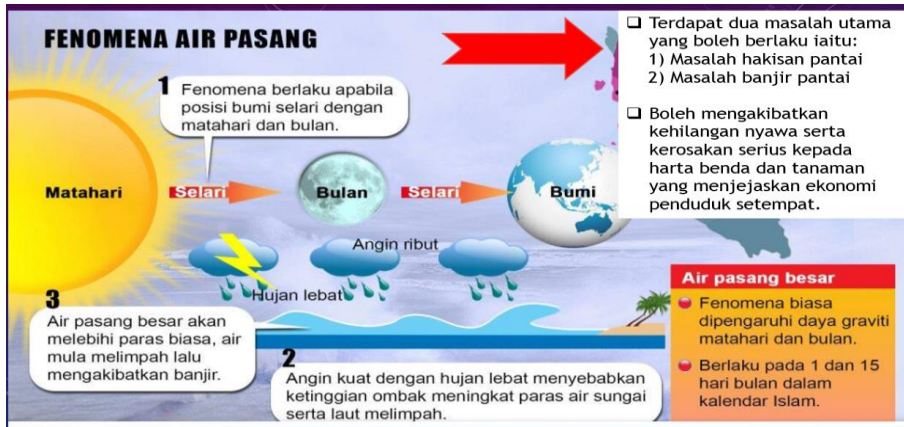 FENOMENA AIR PASANG
1
Fenomena berlaku apabila
posisi bumi selari dengan
matahari dan bulan.
Matahari
Selari
Bulan
Selari
Bumi
❑ Terdapat dua masalah utama
yang boleh berlaku iaitu:
1) Masalah hakisan pantai
2) Masalah banjir pantai
❑ Boleh mengakibatkan
kehilangan nyawa serta
kerosakan serius kepada
harta benda dan tanaman
yang menjejaskan ekonomi
penduduk setempat.
Angin ribut
Hujan lebat
3
Air pasang besar akan
melebihi paras biasa, air
mula melimpah lalu
mengakibatkan banjir.
2
Angin kuat dengan hujan lebat menyebabkan
ketinggian ombak meningkat paras air sungai
serta laut melimpah.
Air pasang besar
Fenomena biasa
dipengaruhi daya graviti
matahari dan bulan.
Berlaku pada 1 dan 15
hari bulan dalam
kalendar Islam.